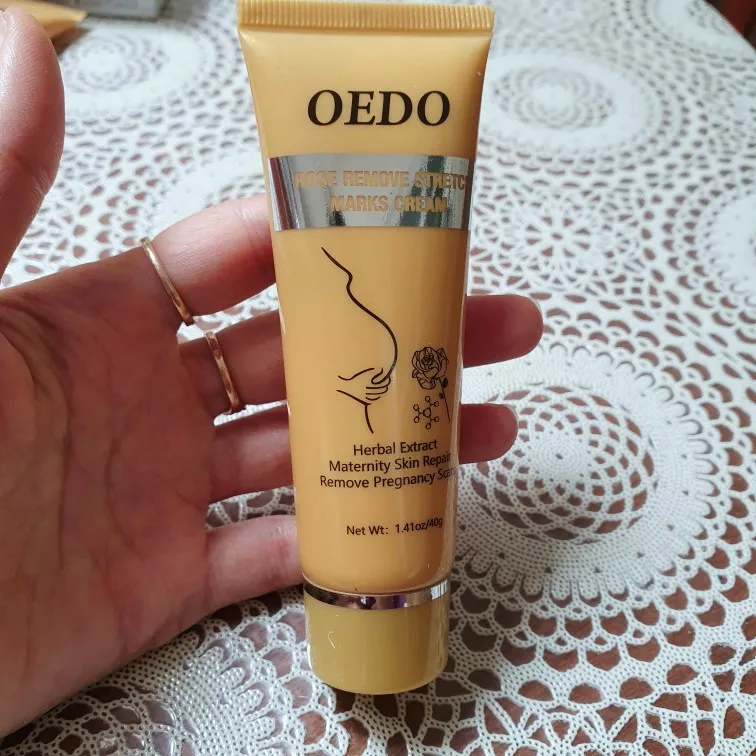 OEDO
ROSE REMOVE STRETC
MARKS CREAM
Herbal Extract
Maternity Skin Repair
Remove Pregnancy Scar
Net Wt: 1.41oz/40g